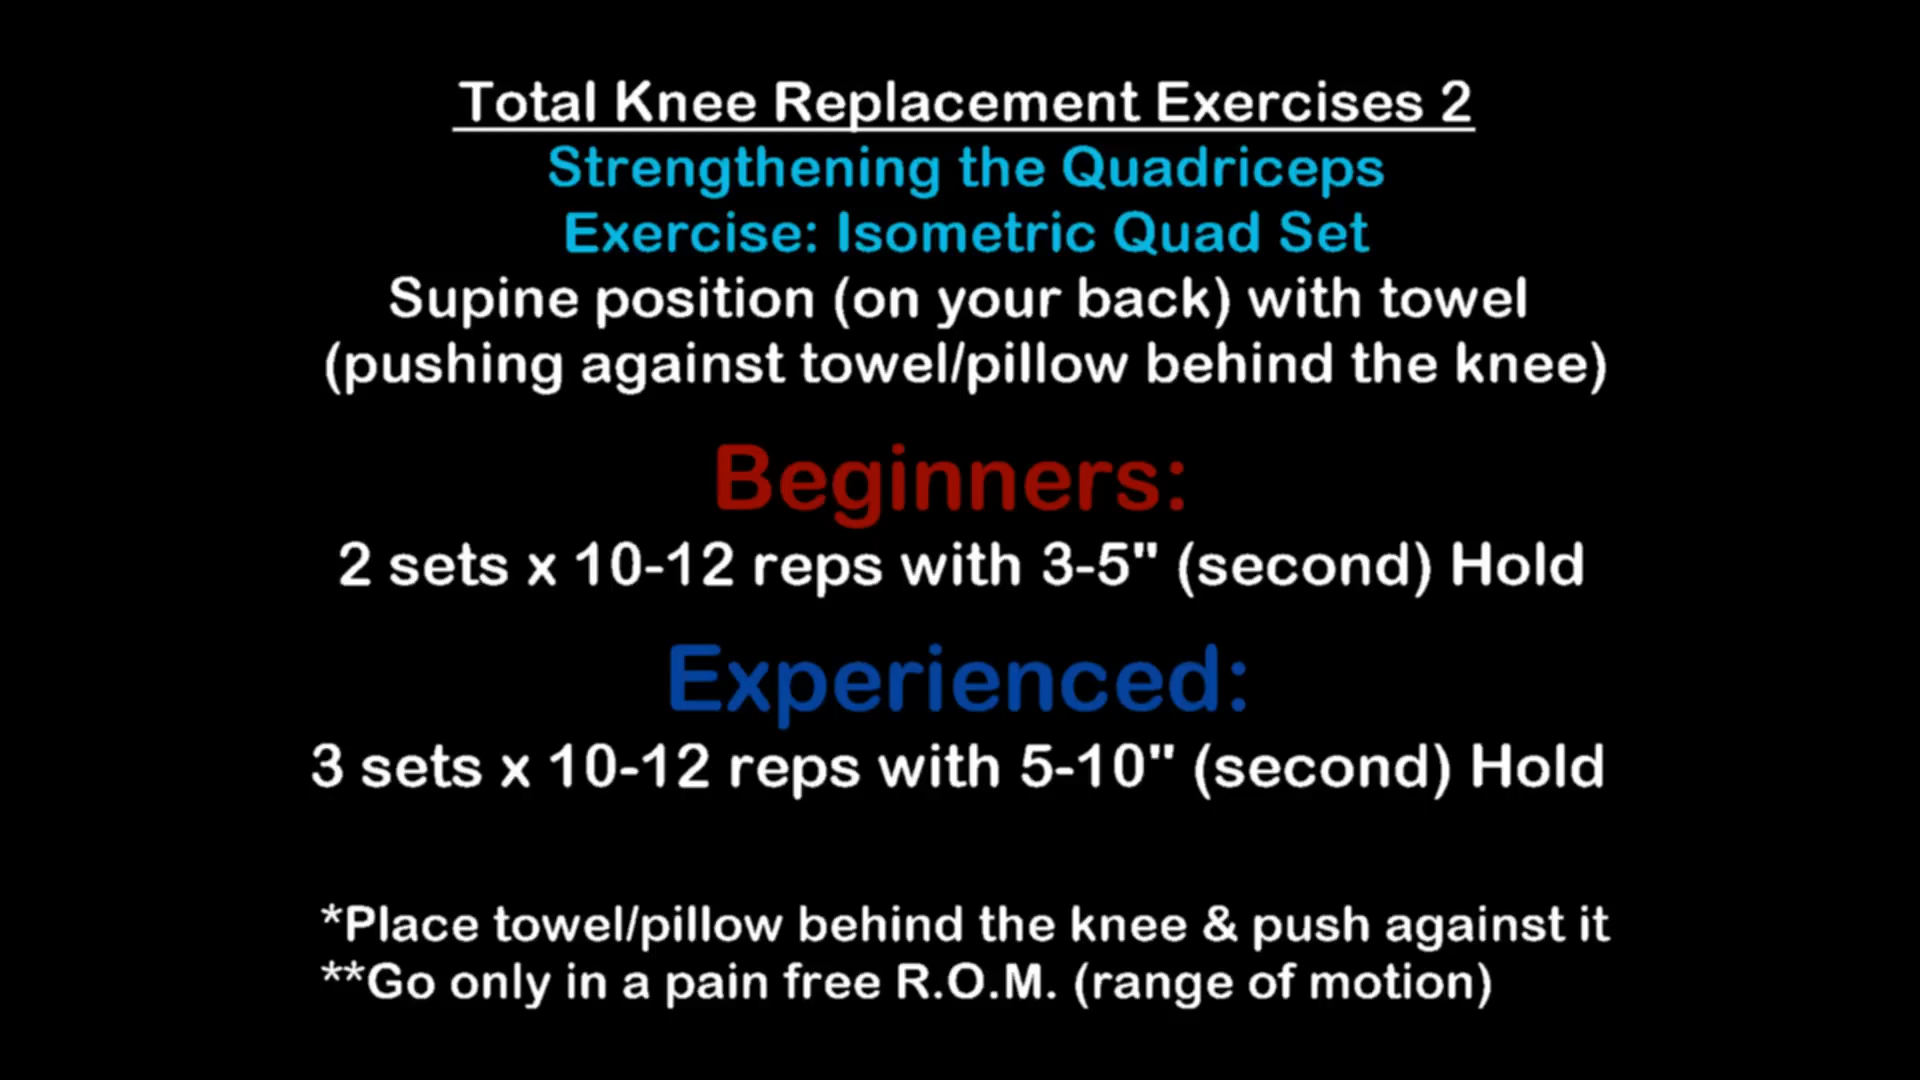 Total Knee Replacement Exercises 2
Strengthening the Quadriceps
Exercise: Isometric Quad Set
Supine position (on your back) with towel
(pushing against towel/pillow behind the knee)
Beginners:
2 sets x 10-12 reps with 3-5" (second) Hold
Experienced:
3 sets x 10-12 reps with 5-10" (second) Hold
*Place towel/pillow behind the knee & push against it
**Go only in a pain free R.O.M. (range of motion)